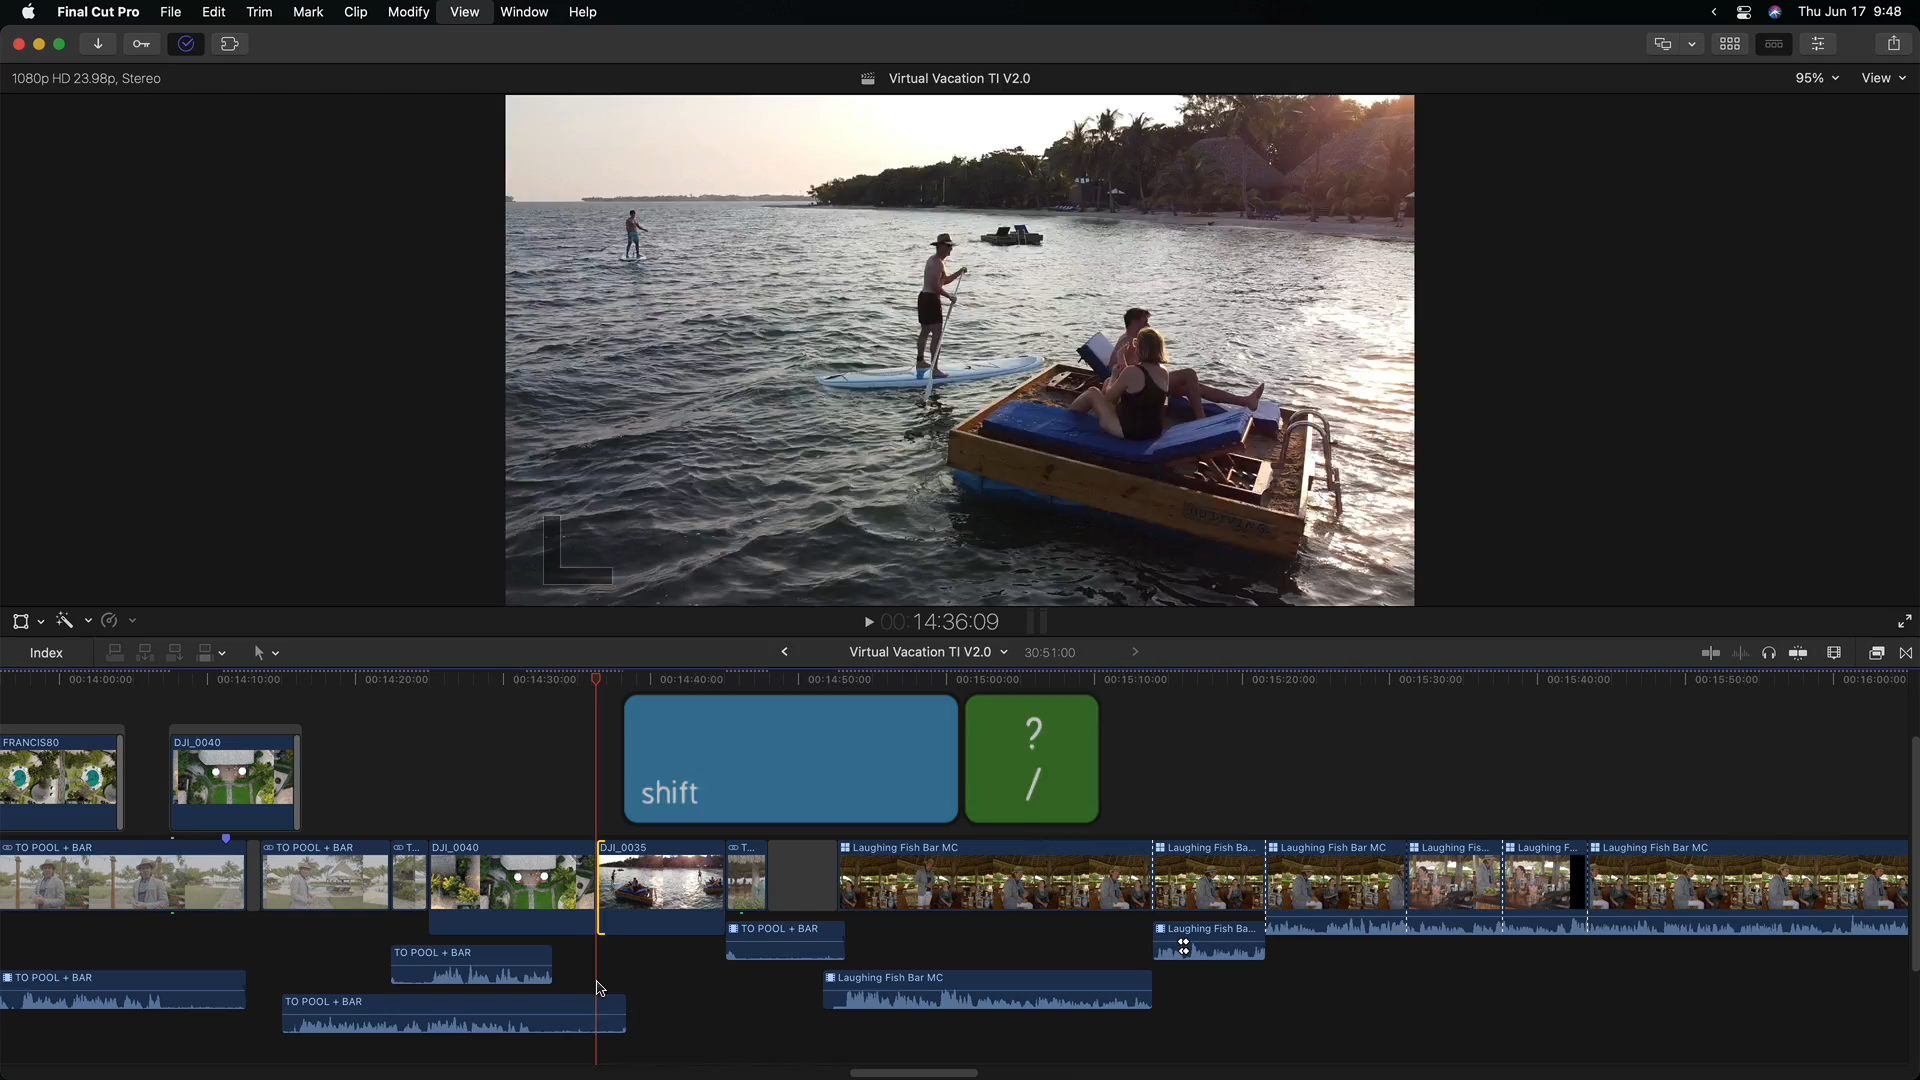 Final Cut Pro File Edit Trim Mark Clip Modify View Window Help Thu Jun 17 9:48
1080p HD 23.98p, Stereo Virtual Vacation TI V2.0 95% View
00:14:36:09
Index Virtual Vacation TI V2.0 30:51:00
00:14:00:00 00:14:10:00 00:14:20:00 00:14:30:00 00:14:40:00 00:14:50:00 00:15:00:00 00:15:10:00 00:15:20:00 00:15:30:00 00:15:40:00 00:15:50:00 00:16:00:00
?
/
shift
FRANCIS80 DJI_0040
TO POOL + BAR TO POOL + BAR T... DJI_0040 DJI_0035 T... Laughing Fish Bar MC Laughing Fish Ba... Laughing Fish Bar MC Laughing Fis... Laughing F... Laughing Fish Bar MC
TO POOL + BAR Laughing Fish Ba...
TO POOL + BAR
TO POOL + BAR Laughing Fish Bar MC
TO POOL + BAR